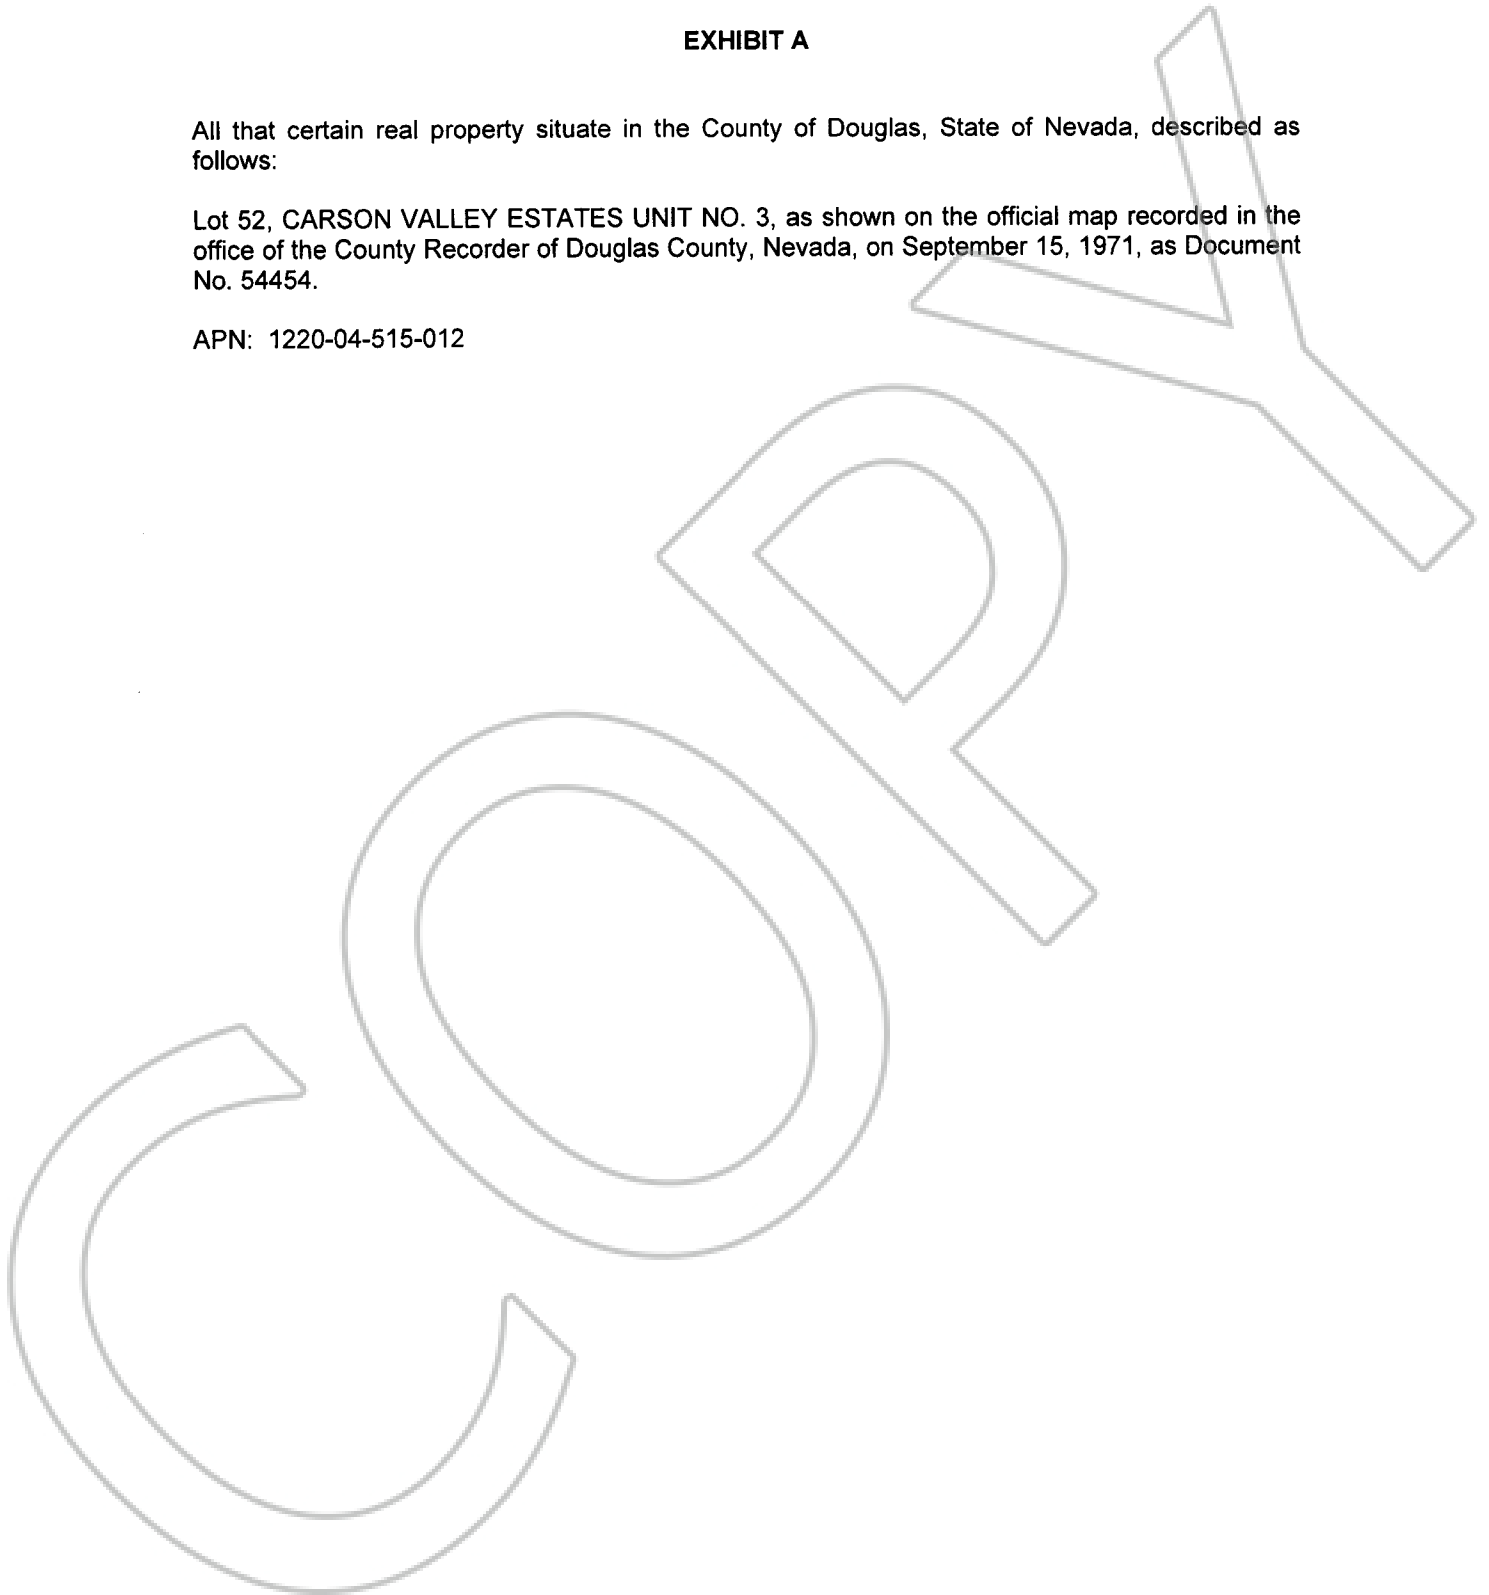 EXHIBIT A
All that certain real property situate in the County of Douglas, State of Nevada, described as
follows:
Lot 52, CARSON VALLEY ESTATES UNIT NO. 3, as shown on the official map recorded in the
office of the County Recorder of Douglas County, Nevada, on September 15, 1971, as Document
No. 54454.
APN: 1220-04-515-012
COPY